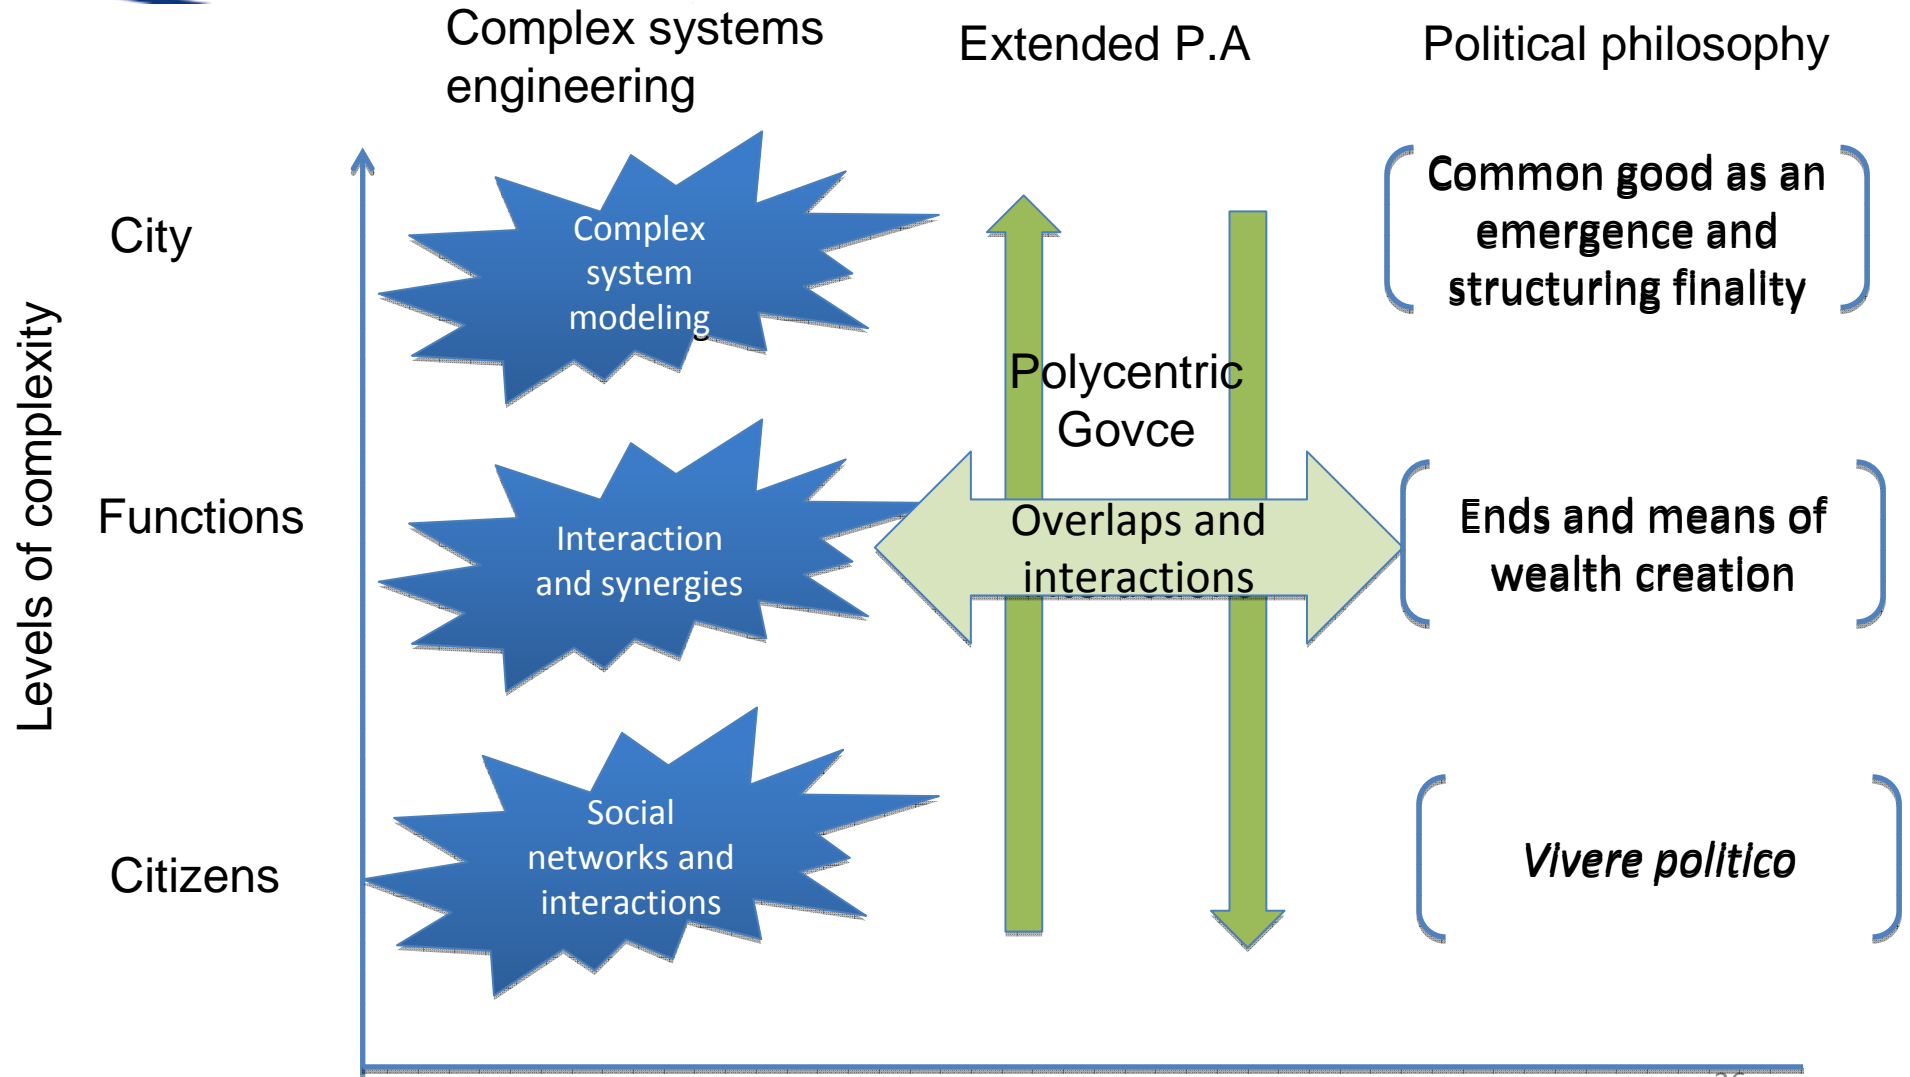 Complex systems
engineering
Extended P.A
Political philosophy
Levels of complexity
City
Complex
system
modeling
Common good as an
emergence and
structuring finality
Polycentric
Govce
Functions
Interaction
and synergies
Overlaps and
interactions
Ends and means of
wealth creation
Citizens
Social
networks and
interactions
Vivere politico